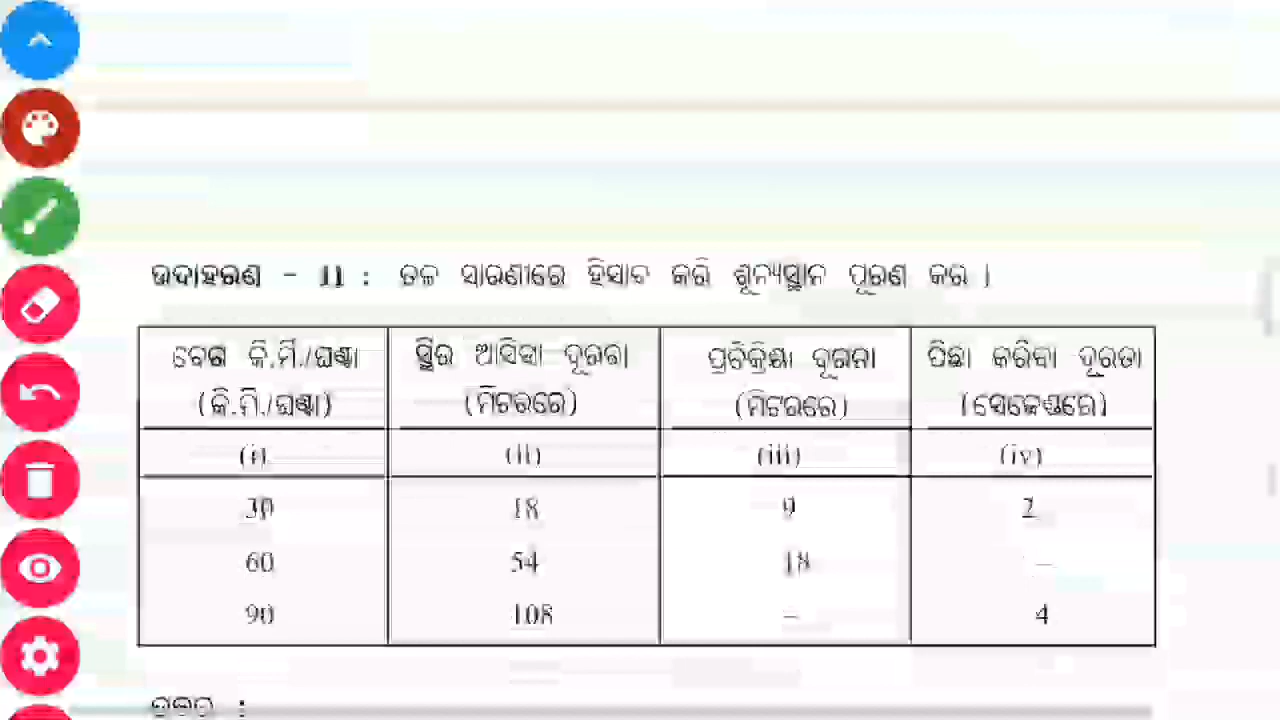 ଉଦାହରଣ - 11 : ତଳ ସାରଣୀରେ ହିସାବ କରି ଶୂନ୍ୟସ୍ଥାନ ପୂରଣ କର ।
ବେଗ କି.ମି./ଘଣ୍ଟା ସ୍ଥିର ଆସିବା ଦୂରତା ପ୍ରତିକ୍ରିୟା ଦୂରତା ପିଛା କରିବା ଦୂରତା
(କି.ମି./ଘଣ୍ଟା) (ମିଟରରେ) (ମିଟରରେ) (ସେକେଣ୍ଡରେ)
(i) (ii) (iii) (iv)
30 18 9 2
60 54 18 –
90 108 – 4